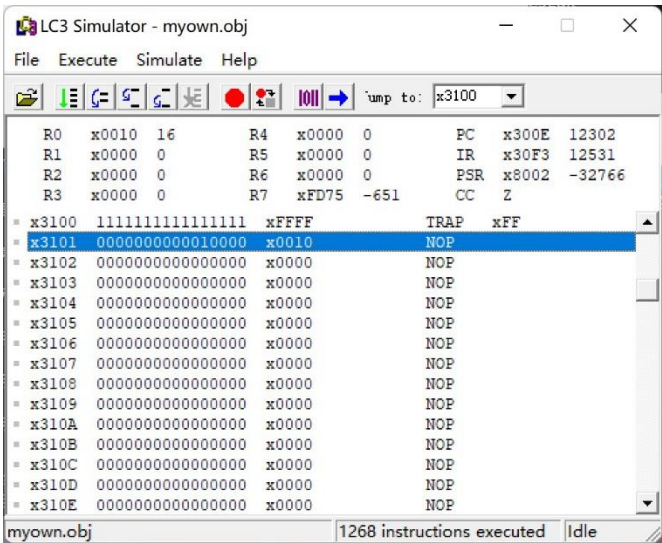 LC3 Simulator - myown.obj
File Execute Simulate Help
Jump to: x3100
R0 x0010 16 R4 x0000 0 PC x300E 12302
R1 x0000 0 R5 x0000 0 IR x30F3 12531
R2 x0000 0 R6 x0000 0 PSR x8002 -32766
R3 x0000 0 R7 xFD75 -651 CC Z
x3100 1111111111111111 xFFFF TRAP xFF
x3101 0000000000010000 x0010 NOP
x3102 0000000000000000 x0000 NOP
x3103 0000000000000000 x0000 NOP
x3104 0000000000000000 x0000 NOP
x3105 0000000000000000 x0000 NOP
x3106 0000000000000000 x0000 NOP
x3107 0000000000000000 x0000 NOP
x3108 0000000000000000 x0000 NOP
x3109 0000000000000000 x0000 NOP
x310A 0000000000000000 x0000 NOP
x310B 0000000000000000 x0000 NOP
x310C 0000000000000000 x0000 NOP
x310D 0000000000000000 x0000 NOP
x310E 0000000000000000 x0000 NOP
myown.obj 1268 instructions executed Idle